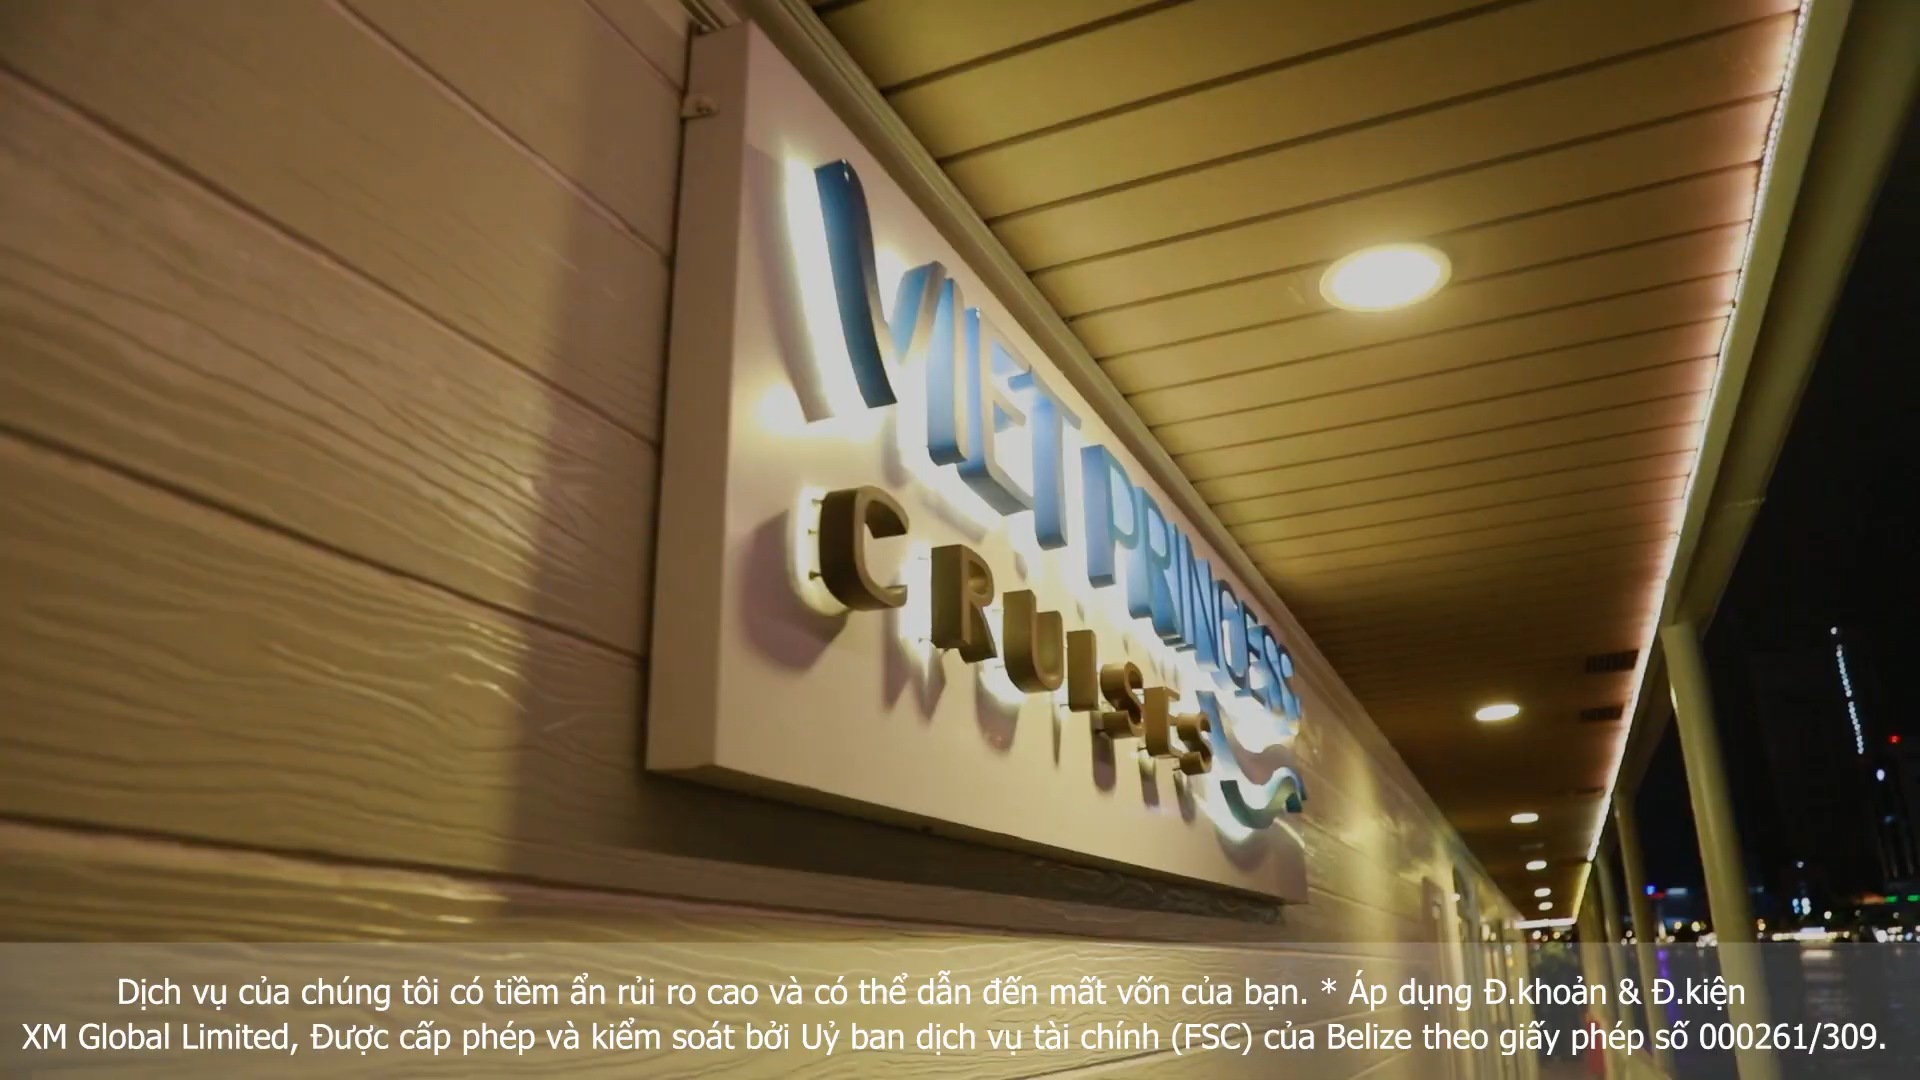 VIET PRINCESS
CRUISES
Dịch vụ của chúng tôi có tiềm ẩn rủi ro cao và có thể dẫn đến mất vốn của bạn. * Áp dụng Đ.khoản & Đ.kiện
XM Global Limited, Được cấp phép và kiểm soát bởi Uỷ ban dịch vụ tài chính (FSC) của Belize theo giấy phép số 000261/309.